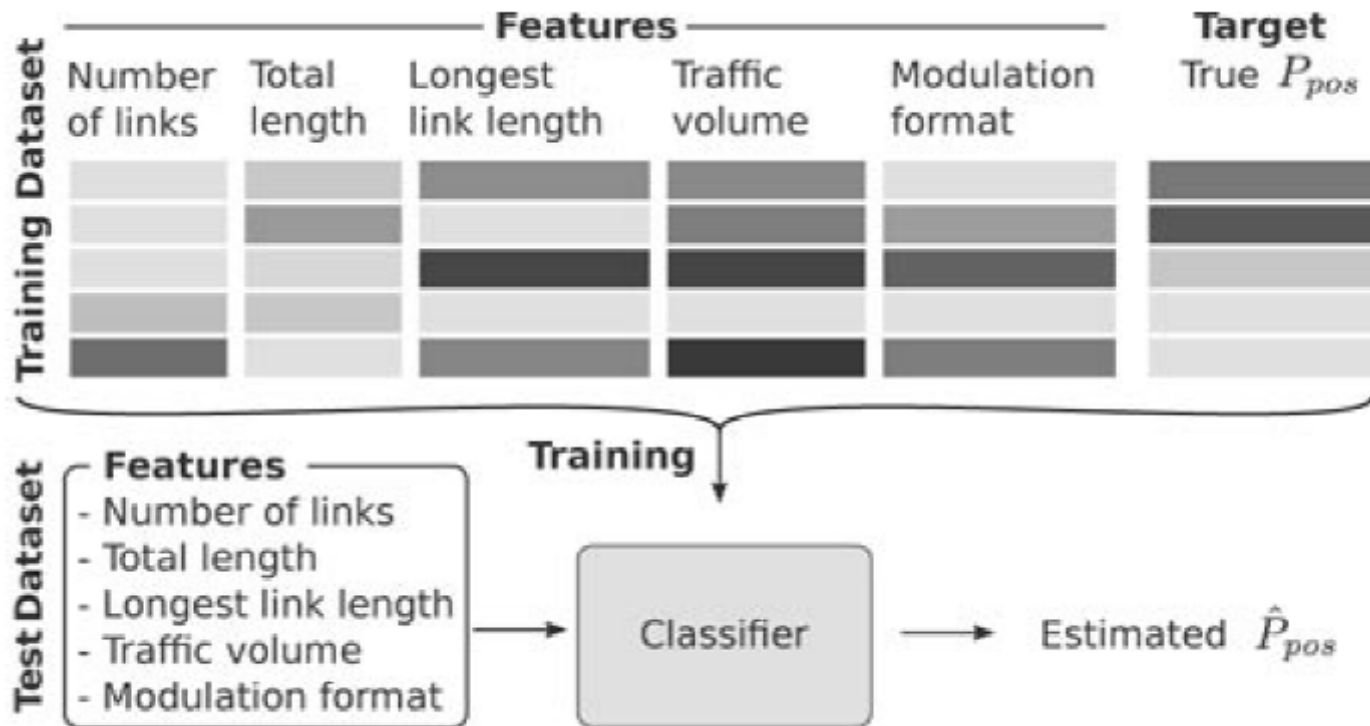 Features
Target
Number of links
Total length
Longest link length
Traffic volume
Modulation format
True P_pos
Training Dataset
Training
Test Dataset
Features
- Number of links
- Total length
- Longest link length
- Traffic volume
- Modulation format
Classifier
Estimated P̂_pos